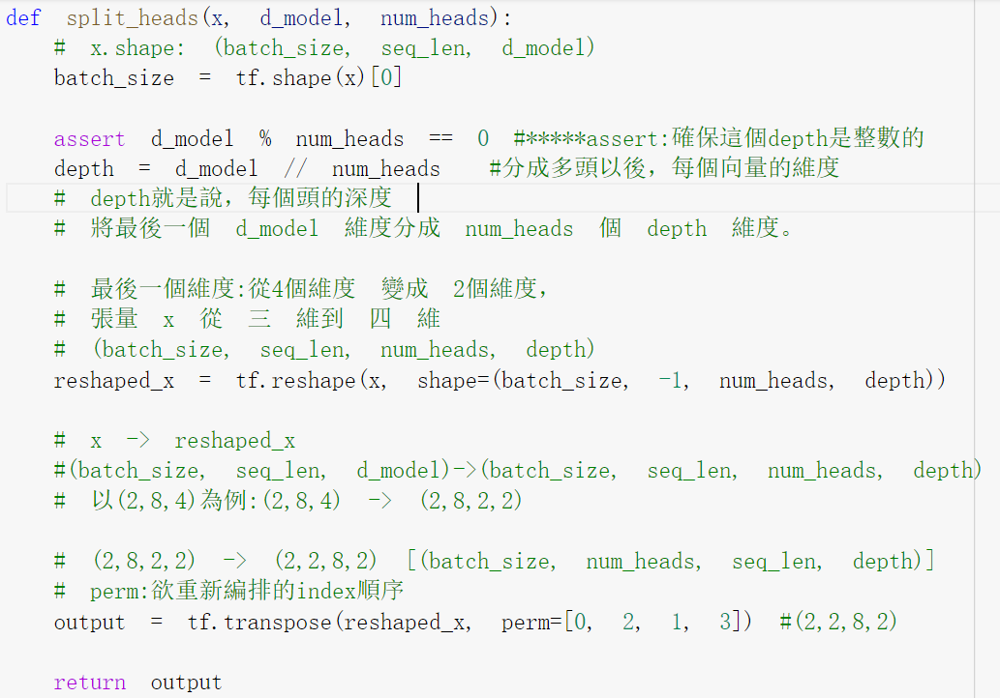 def split_heads(x, d_model, num_heads):
# x.shape: (batch_size, seq_len, d_model)
batch_size = tf.shape(x)[0]
assert d_model % num_heads == 0 #*****assert:確保這個depth是整數的
depth = d_model // num_heads #分成多頭以後，每個向量的維度
# depth就是說，每個頭的深度
# 將最後一個 d_model 維度分成 num_heads 個 depth 維度。
# 最後一個維度:從4個維度 變成 2個維度，
# 張量 x 從 三 維到 四 維
# (batch_size, seq_len, num_heads, depth)
reshaped_x = tf.reshape(x, shape=(batch_size, -1, num_heads, depth))
# x -> reshaped_x
#(batch_size, seq_len, d_model)->(batch_size, seq_len, num_heads, depth)
# 以(2,8,4)為例:(2,8,4) -> (2,8,2,2)
# (2,8,2,2) -> (2,2,8,2) [(batch_size, num_heads, seq_len, depth)]
# perm:欲重新編排的index順序
output = tf.transpose(reshaped_x, perm=[0, 2, 1, 3]) #(2,2,8,2)
return output